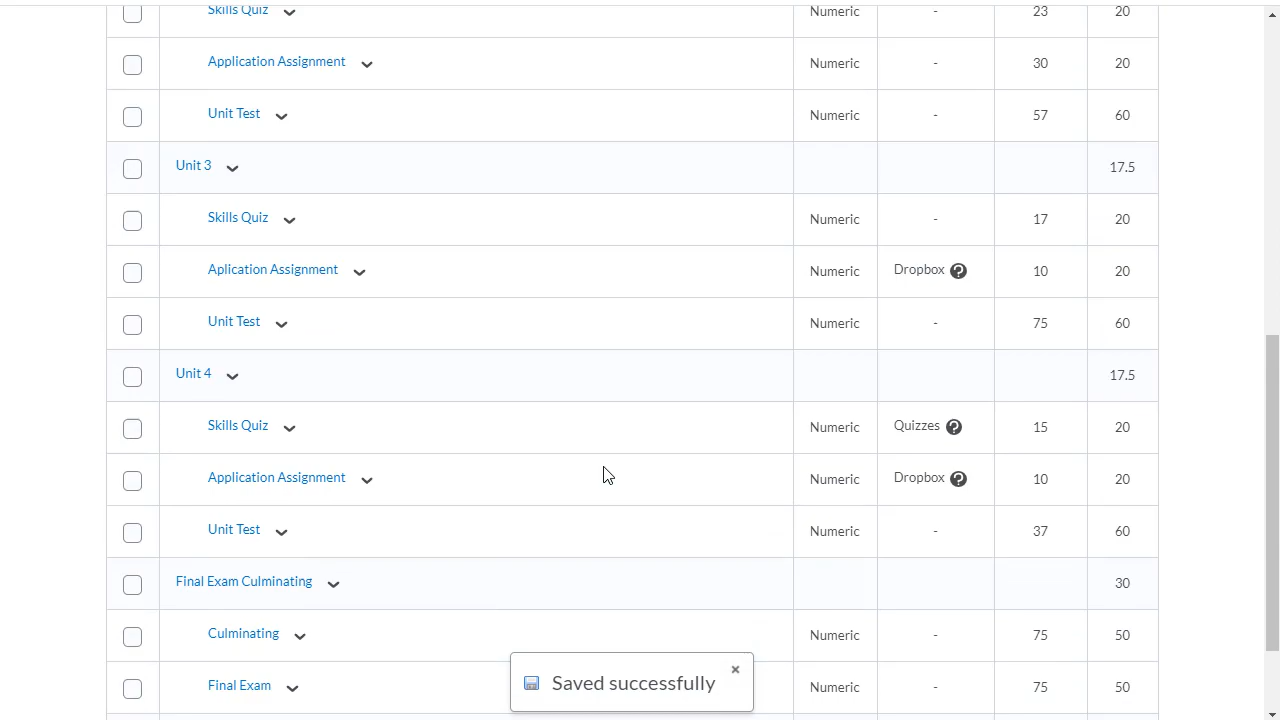 Skills Quiz Numeric - 23 20
Application Assignment Numeric - 30 20
Unit Test Numeric - 57 60
Unit 3 17.5
Skills Quiz Numeric - 17 20
Aplication Assignment Numeric Dropbox ? 10 20
Unit Test Numeric - 75 60
Unit 4 17.5
Skills Quiz Numeric Quizzes ? 15 20
Application Assignment Numeric Dropbox ? 10 20
Unit Test Numeric - 37 60
Final Exam Culminating 30
Culminating Numeric - 75 50
Final Exam Numeric - 75 50
Saved successfully ×